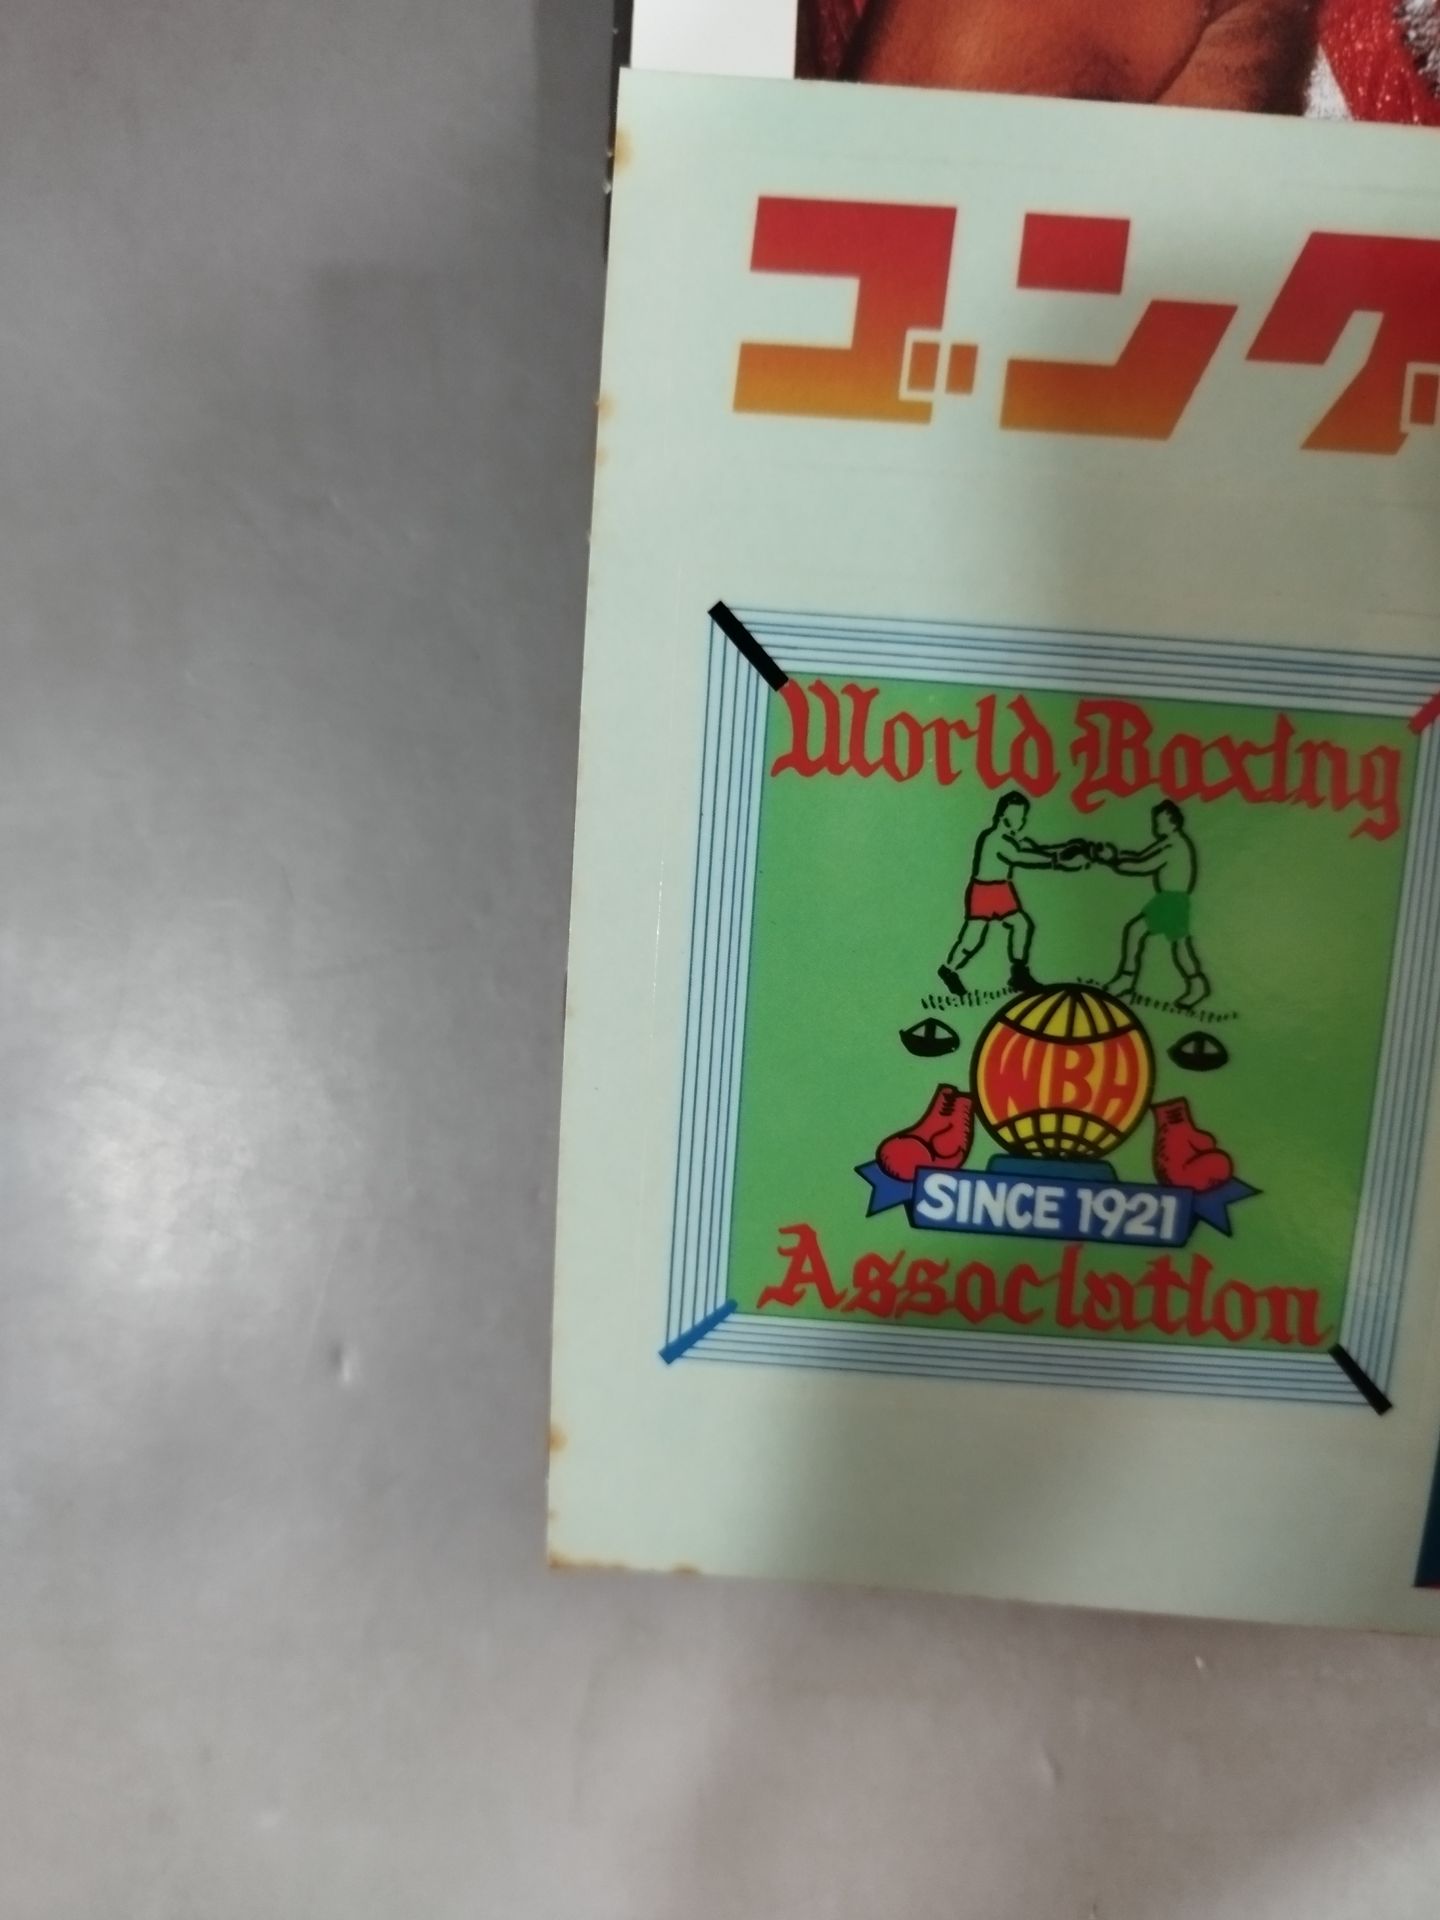 ゴング
World Boxing
WBA
SINCE 1921
Association